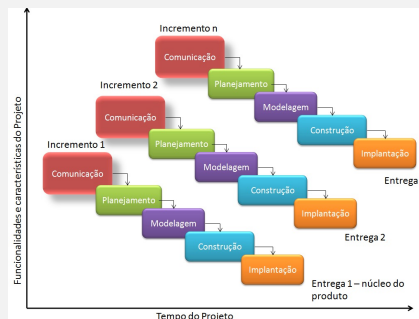 Incremento n
Comunicação
Planejamento
Modelagem
Construção
Implantação
Entrega
Incremento 2
Comunicação
Planejamento
Modelagem
Construção
Implantação
Entrega 2
Incremento 1
Comunicação
Planejamento
Modelagem
Construção
Implantação
Entrega 1 – núcleo do
produto
Funcionalidades e características do Projeto
Tempo do Projeto